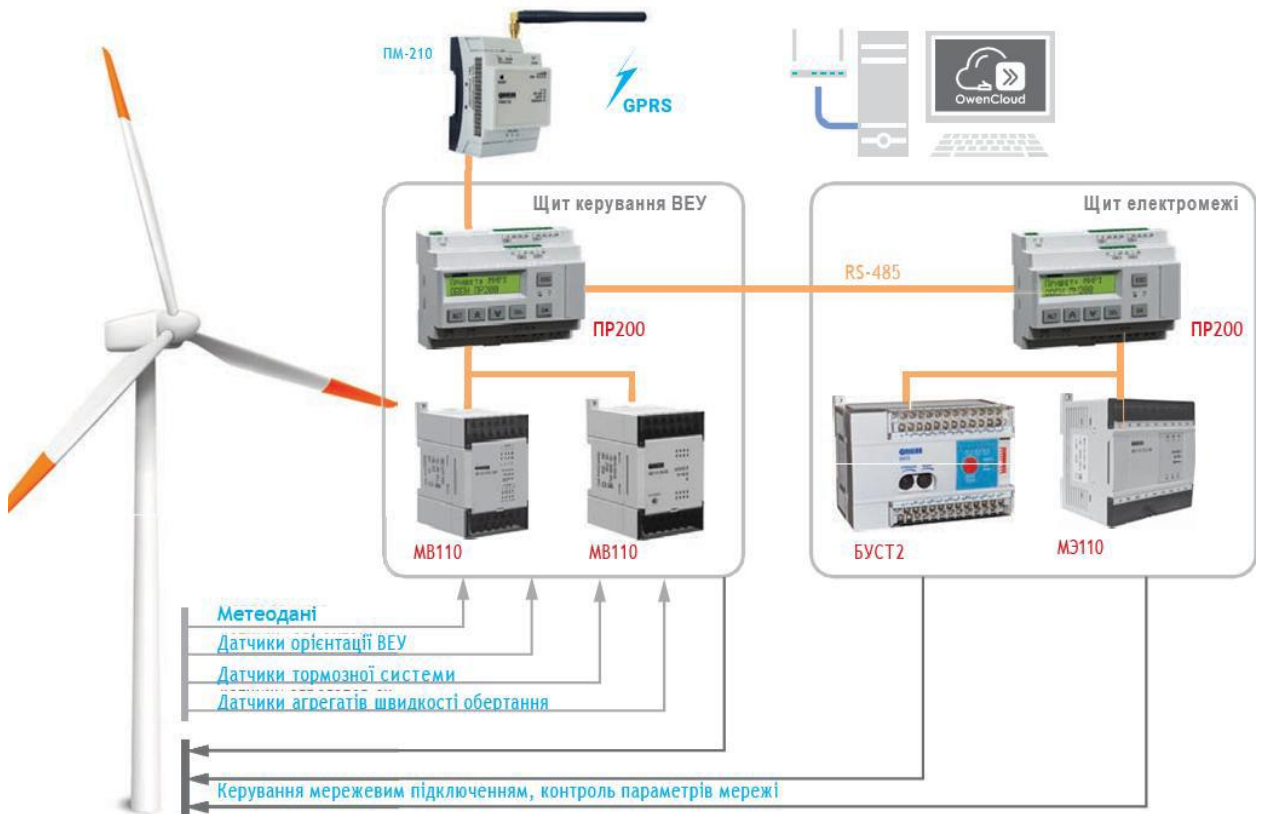 ПМ-210
GPRS
OwenCloud
Щит керування ВЕУ
Щит електромежі
RS-485
ПР200
ПР200
МВ110
МВ110
БУСТ2
МЭ110
Метеодані
Датчики орієнтації ВЕУ
Датчики тормозної системи
Датчики агрегатів швидкості обертання
Керування мережевим підключенням, контроль параметрів мережі